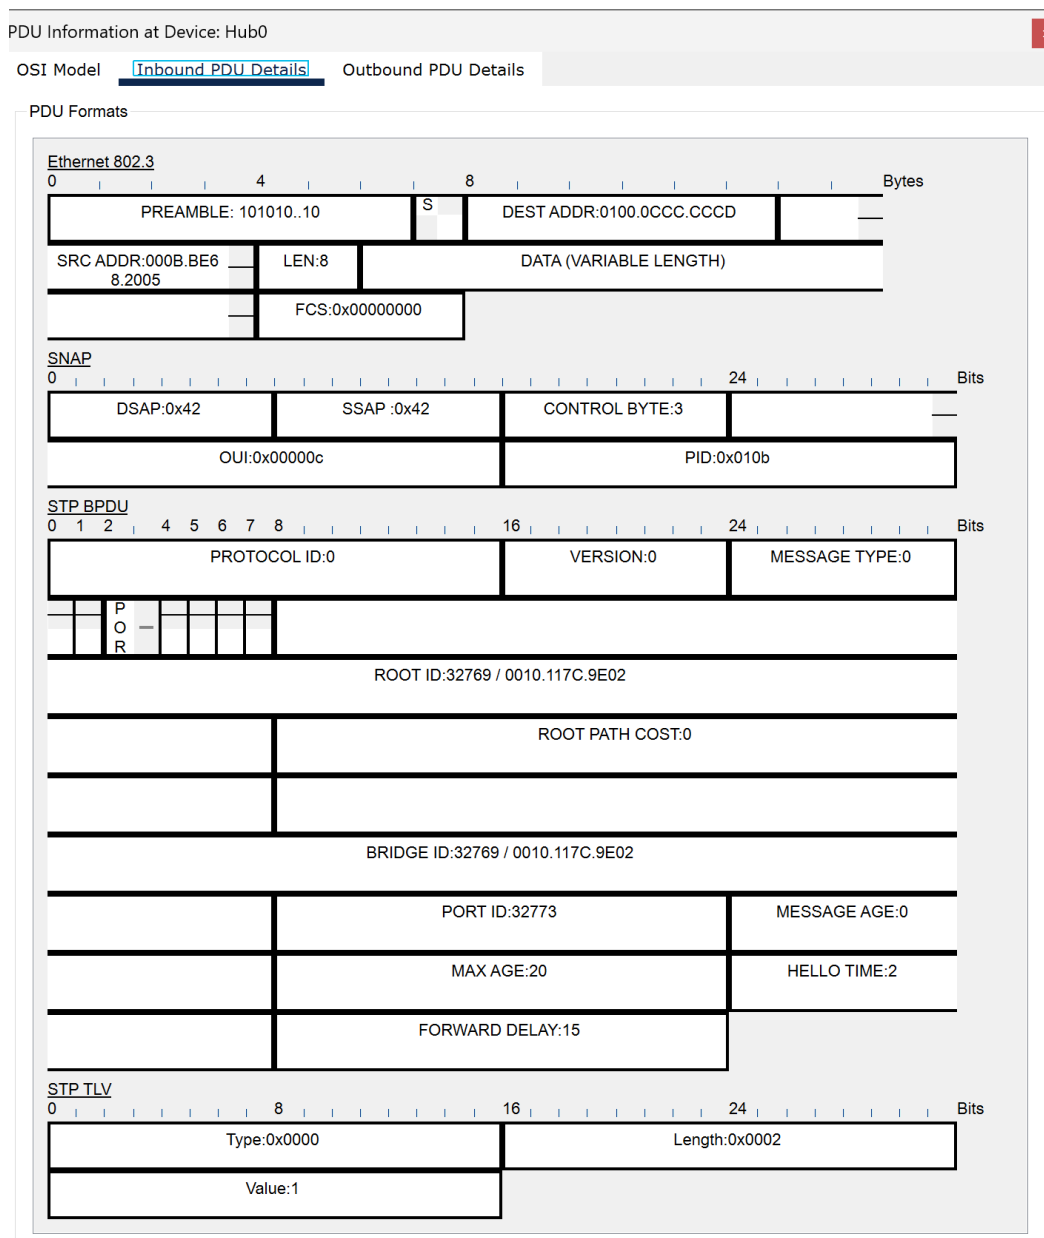 PDU Information at Device: Hub0
OSI Model Inbound PDU Details Outbound PDU Details
PDU Formats
Ethernet 802.3
0 4 8 Bytes
PREAMBLE: 101010..10 S DEST ADDR:0100.0CCC.CCCD
SRC ADDR:000B.BE6 LEN:8 DATA (VARIABLE LENGTH)
8.2005
FCS:0x00000000
SNAP
0 24 Bits
DSAP:0x42 SSAP :0x42 CONTROL BYTE:3
OUI:0x00000c PID:0x010b
STP BPDU
0 1 2 4 5 6 7 8 16 24 Bits
PROTOCOL ID:0 VERSION:0 MESSAGE TYPE:0
P
O
R
ROOT ID:32769 / 0010.117C.9E02
ROOT PATH COST:0
BRIDGE ID:32769 / 0010.117C.9E02
PORT ID:32773 MESSAGE AGE:0
MAX AGE:20 HELLO TIME:2
FORWARD DELAY:15
STP TLV
0 8 16 24 Bits
Type:0x0000 Length:0x0002
Value:1